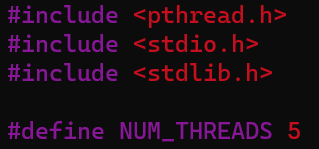 #include <pthread.h>
#include <stdio.h>
#include <stdlib.h>

#define NUM_THREADS 5